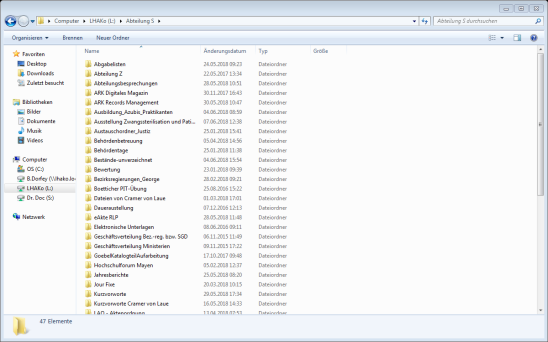 Computer ▸ LHAKo (L:) ▸ Abteilung 5 ▸
Abteilung 5 durchsuchen
Organisieren Brennen Neuer Ordner
Name Änderungsdatum Typ Größe
Favoriten
Desktop
Downloads
Zuletzt besucht
Bibliotheken
Bilder
Dokumente
Musik
Videos
Computer
OS (C:)
B.Dorfey (\\lhako.lo
LHAKo (L:)
Dr. Doc (S:)
Netzwerk
Abgabelisten 24.05.2018 09:23 Dateiordner
Abteilung Z 22.05.2017 13:34 Dateiordner
Abteilungsbesprechungen 28.05.2018 10:51 Dateiordner
ARK Digitales Magazin 30.11.2017 16:43 Dateiordner
ARK Records Management 30.05.2018 10:47 Dateiordner
Ausbildung_Azubis_Praktikanten 04.06.2018 08:59 Dateiordner
Ausstellung Zwangssterilisation und Pati... 07.06.2018 12:38 Dateiordner
Austauschordner_Justiz 25.01.2018 15:41 Dateiordner
Behördenbetreuung 05.04.2018 14:56 Dateiordner
Behördentage 25.01.2018 11:38 Dateiordner
Bestände-unverzeichnet 04.06.2018 15:54 Dateiordner
Bewertung 23.01.2018 09:39 Dateiordner
Bezirksregierungen_George 28.02.2018 09:21 Dateiordner
Boetticher PIT-Übung 25.08.2016 15:22 Dateiordner
Dateien von Cramer von Laue 01.03.2018 17:01 Dateiordner
Dauerausstellung 07.12.2016 12:13 Dateiordner
eAkte RLP 28.05.2018 11:48 Dateiordner
Elektronische Unterlagen 08.06.2016 09:11 Dateiordner
Geschäftsverteilung Bez.-reg. bzw. SGD 06.11.2015 11:49 Dateiordner
Geschäftsverteilung Ministerien 09.11.2015 17:22 Dateiordner
GoebelKatalogteilAufarbeitung 17.10.2017 09:48 Dateiordner
Hochschulforum Mayen 05.02.2018 13:37 Dateiordner
Jahresberichte 25.05.2018 08:20 Dateiordner
Jour Fixe 20.03.2018 10:15 Dateiordner
Kurzvorworte 29.05.2018 17:34 Dateiordner
Kurzvorworte Cramer von Laue 16.05.2018 14:33 Dateiordner
LAD - Aktenordnung 13.04.2018 07:53 Dateiordner
47 Elemente